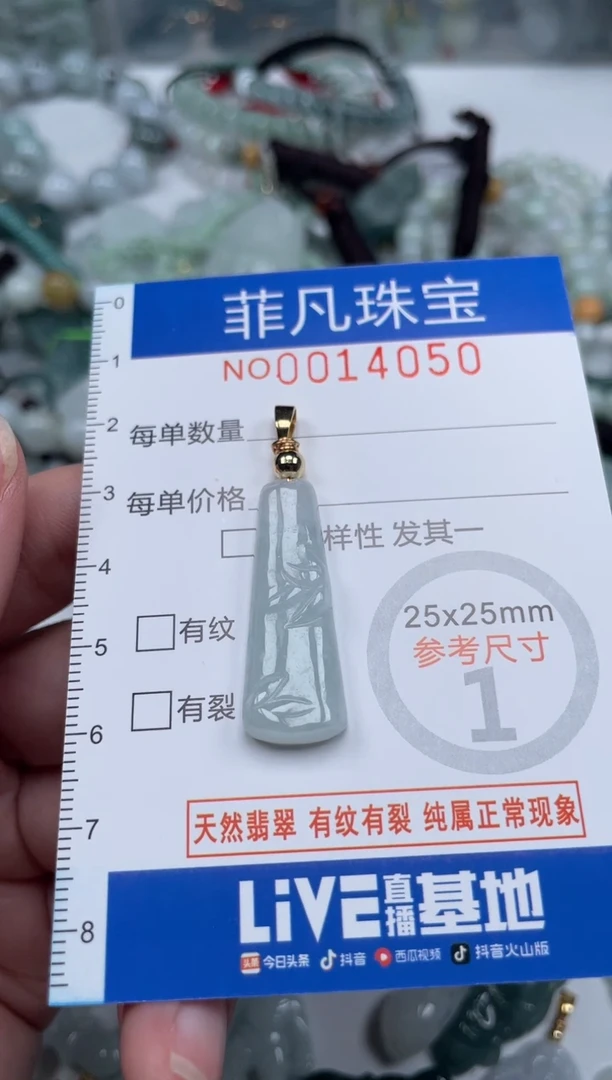 菲凡珠宝
NO0014050
0
1
2
3
4
5
6
7
8
每单数量
每单价格
样性 发其一
有纹
有裂
25x25mm
参考尺寸
1
天然翡翠 有纹有裂 纯属正常现象
LiVE直播基地
头条 今日头条 抖音 西瓜视频 抖音火山版